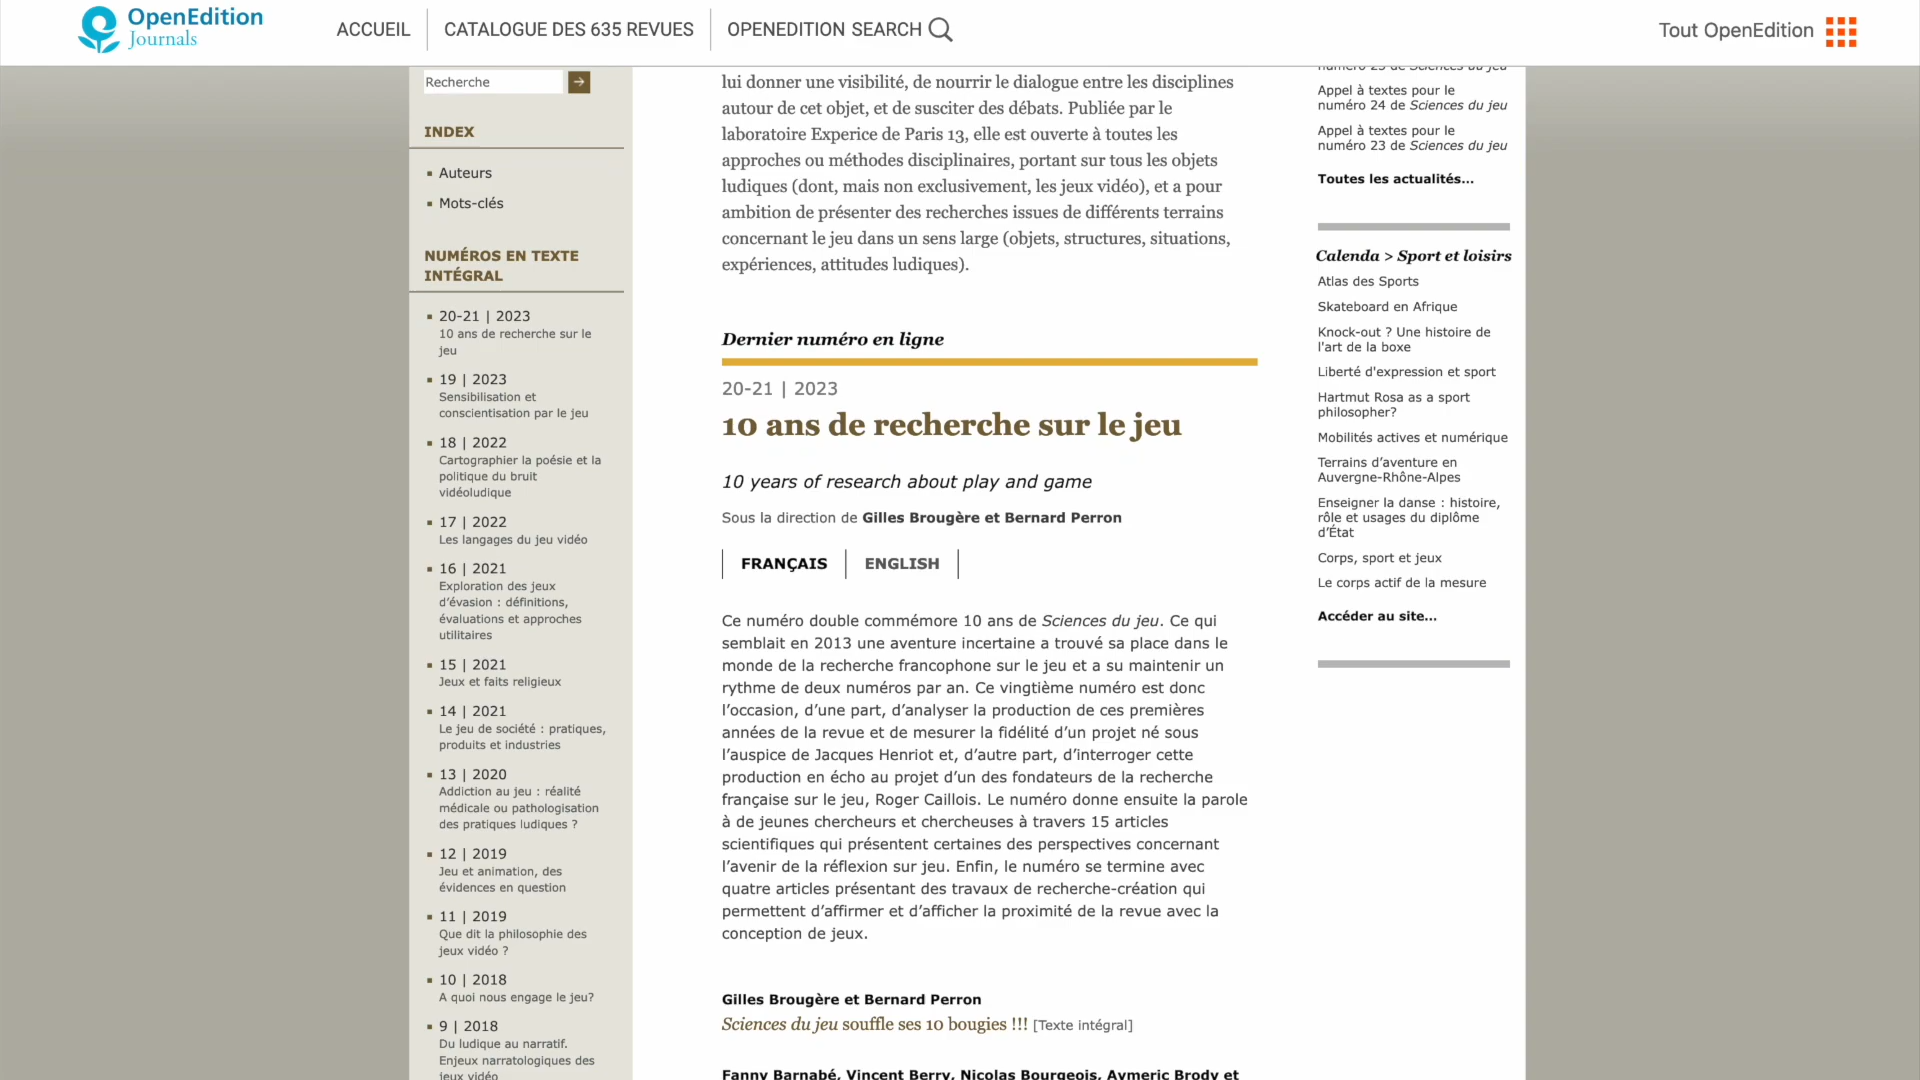 OpenEdition
Journals
ACCUEIL
CATALOGUE DES 635 REVUES
OPENEDITION SEARCH
Tout OpenEdition
Recherche
INDEX
Auteurs
Mots-clés
NUMÉROS EN TEXTE
INTÉGRAL
20-21 | 2023
10 ans de recherche sur le
jeu
19 | 2023
Sensibilisation et
conscientisation par le jeu
18 | 2022
Cartographier la poésie et la
politique du bruit
vidéoludique
17 | 2022
Les langages du jeu vidéo
16 | 2021
Exploration des jeux
d’évasion : définitions,
évaluations et approches
utilitaires
15 | 2021
Jeux et faits religieux
14 | 2021
Le jeu de société : pratiques,
produits et industries
13 | 2020
Addiction au jeu : réalité
médicale ou pathologisation
des pratiques ludiques ?
12 | 2019
Jeu et animation, des
évidences en question
11 | 2019
Que dit la philosophie des
jeux vidéo ?
10 | 2018
A quoi nous engage le jeu?
9 | 2018
Du ludique au narratif.
Enjeux narratologiques des
jeux vidéo
lui donner une visibilité, de nourrir le dialogue entre les disciplines
autour de cet objet, et de susciter des débats. Publiée par le
laboratoire Experice de Paris 13, elle est ouverte à toutes les
approches ou méthodes disciplinaires, portant sur tous les objets
ludiques (dont, mais non exclusivement, les jeux vidéo), et a pour
ambition de présenter des recherches issues de différents terrains
concernant le jeu dans un sens large (objets, structures, situations,
expériences, attitudes ludiques).
Dernier numéro en ligne
20-21 | 2023
10 ans de recherche sur le jeu
10 years of research about play and game
Sous la direction de Gilles Brougère et Bernard Perron
FRANÇAIS
ENGLISH
Ce numéro double commémore 10 ans de Sciences du jeu. Ce qui
semblait en 2013 une aventure incertaine a trouvé sa place dans le
monde de la recherche francophone sur le jeu et a su maintenir un
rythme de deux numéros par an. Ce vingtième numéro est donc
l’occasion, d’une part, d’analyser la production de ces premières
années de la revue et de mesurer la fidélité d’un projet né sous
l’auspice de Jacques Henriot et, d’autre part, d’interroger cette
production en écho au projet d’un des fondateurs de la recherche
française sur le jeu, Roger Caillois. Le numéro donne ensuite la parole
à de jeunes chercheurs et chercheuses à travers 15 articles
scientifiques qui présentent certaines des perspectives concernant
l’avenir de la réflexion sur jeu. Enfin, le numéro se termine avec
quatre articles présentant des travaux de recherche-création qui
permettent d’affirmer et d’afficher la proximité de la revue avec la
conception de jeux.
Gilles Brougère et Bernard Perron
Sciences du jeu souffle ses 10 bougies !!! [Texte intégral]
Fanny Barnabé, Vincent Berry, Nicolas Bourgeois, Aymeric Brody et
numéro 25 de Sciences du jeu
Appel à textes pour le
numéro 24 de Sciences du jeu
Appel à textes pour le
numéro 23 de Sciences du jeu
Toutes les actualités…
Calenda > Sport et loisirs
Atlas des Sports
Skateboard en Afrique
Knock-out ? Une histoire de
l'art de la boxe
Liberté d'expression et sport
Hartmut Rosa as a sport
philosopher?
Mobilités actives et numérique
Terrains d’aventure en
Auvergne-Rhône-Alpes
Enseigner la danse : histoire,
rôle et usages du diplôme
d’État
Corps, sport et jeux
Le corps actif de la mesure
Accéder au site…